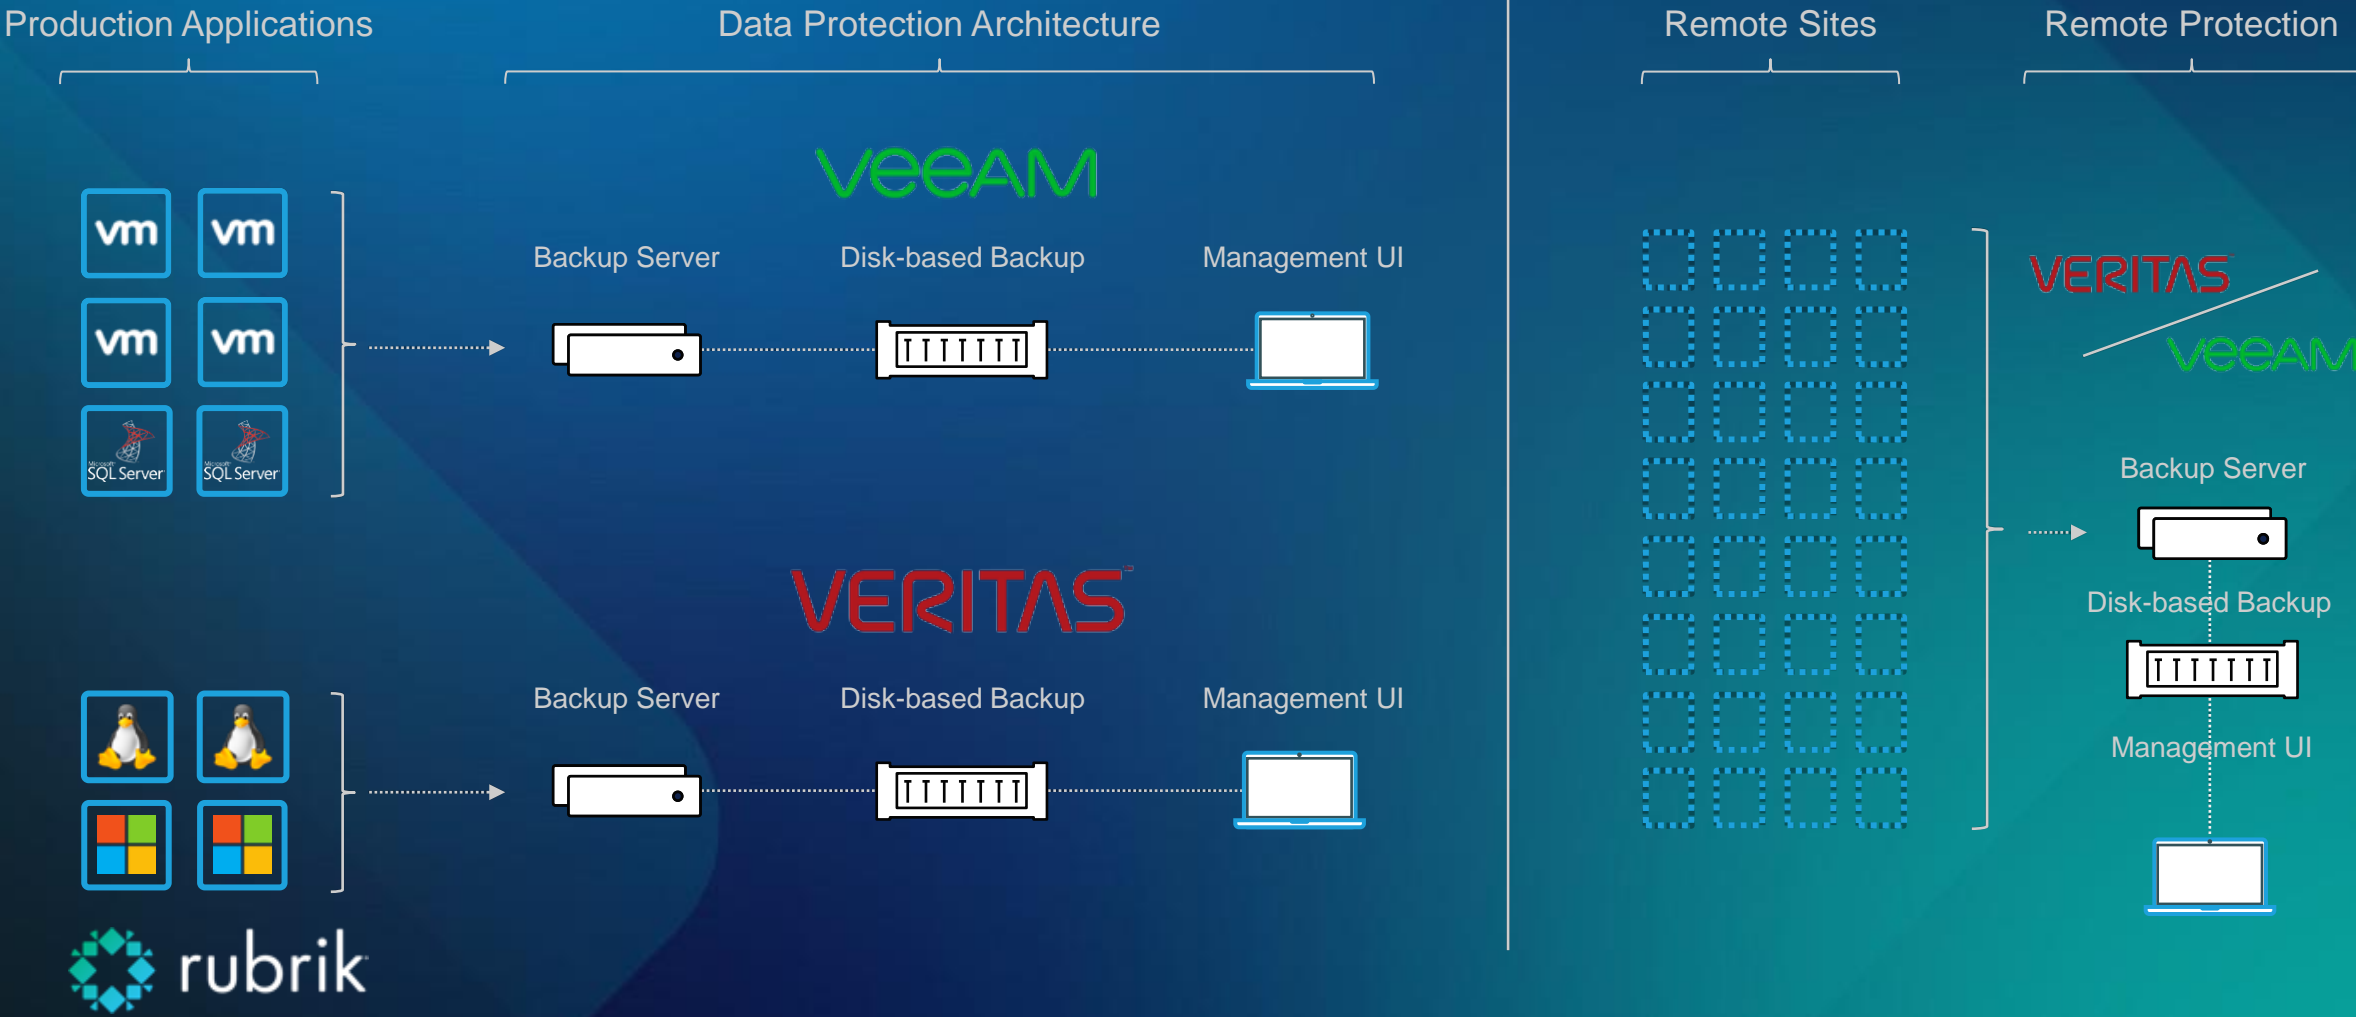 Production Applications
Data Protection Architecture
Remote Sites
Remote Protection
veeAM
vm
vm
Backup Server
Disk-based Backup
Management UI
vm
vm
Microsoft
SQL Server
Microsoft
SQL Server
VERITAS
Backup Server
Disk-based Backup
Management UI
rubrik
VERITAS
veeAM
Backup Server
Disk-based Backup
Management UI